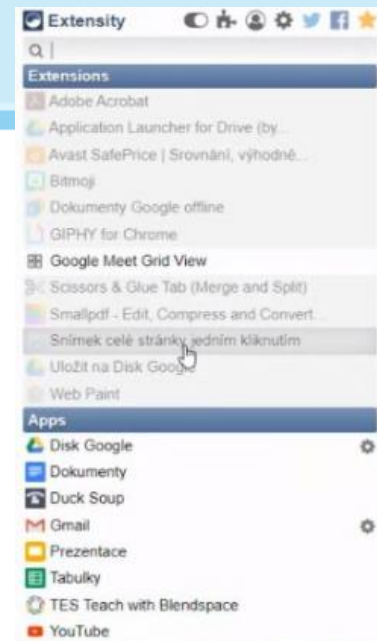 Extensity
Extensions
Adobe Acrobat
Application Launcher for Drive (by...
Avast SafePrice | Srovnání, výhodné...
Bitmoji
Dokumenty Google offline
GIPHY for Chrome
Google Meet Grid View
Scissors & Glue Tab (Merge and Split)
Smallpdf - Edit, Compress and Convert...
Snímek celé stránky jedním kliknutím
Uložit na Disk Google
Web Paint
Apps
Disk Google
Dokumenty
Duck Soup
Gmail
Prezentace
Tabulky
TES Teach with Blendspace
YouTube